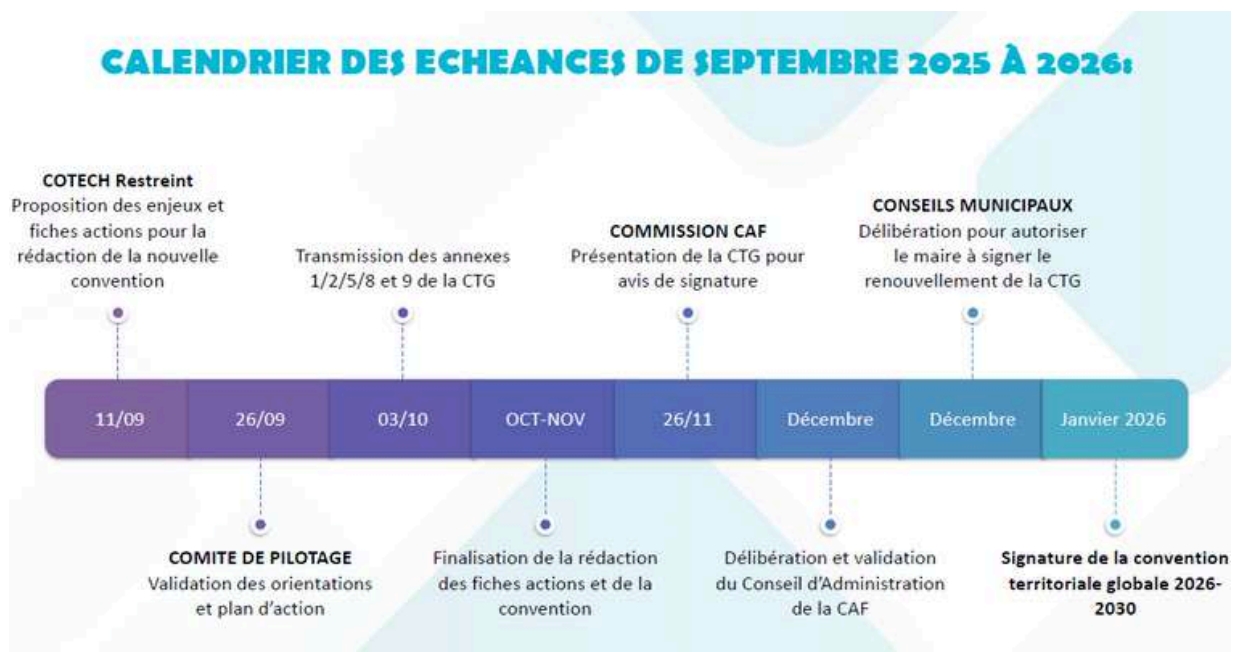 CALENDRIER DES ECHEANCES DE SEPTEMBRE 2025 À 2026:
COTECH Restreint
Proposition des enjeux et
fiches actions pour la
rédaction de la nouvelle
convention
Transmission des annexes
1/2/5/8 et 9 de la CTG
COMMISSION CAF
Présentation de la CTG pour
avis de signature
CONSEILS MUNICIPAUX
Délibération pour autoriser
le maire à signer le
renouvellement de la CTG
11/09
26/09
03/10
OCT-NOV
26/11
Décembre
Décembre
Janvier 2026
COMITE DE PILOTAGE
Validation des orientations
et plan d'action
Finalisation de la rédaction
des fiches actions et de la
convention
Délibération et validation
du Conseil d'Administration
de la CAF
Signature de la convention
territoriale globale 2026-
2030